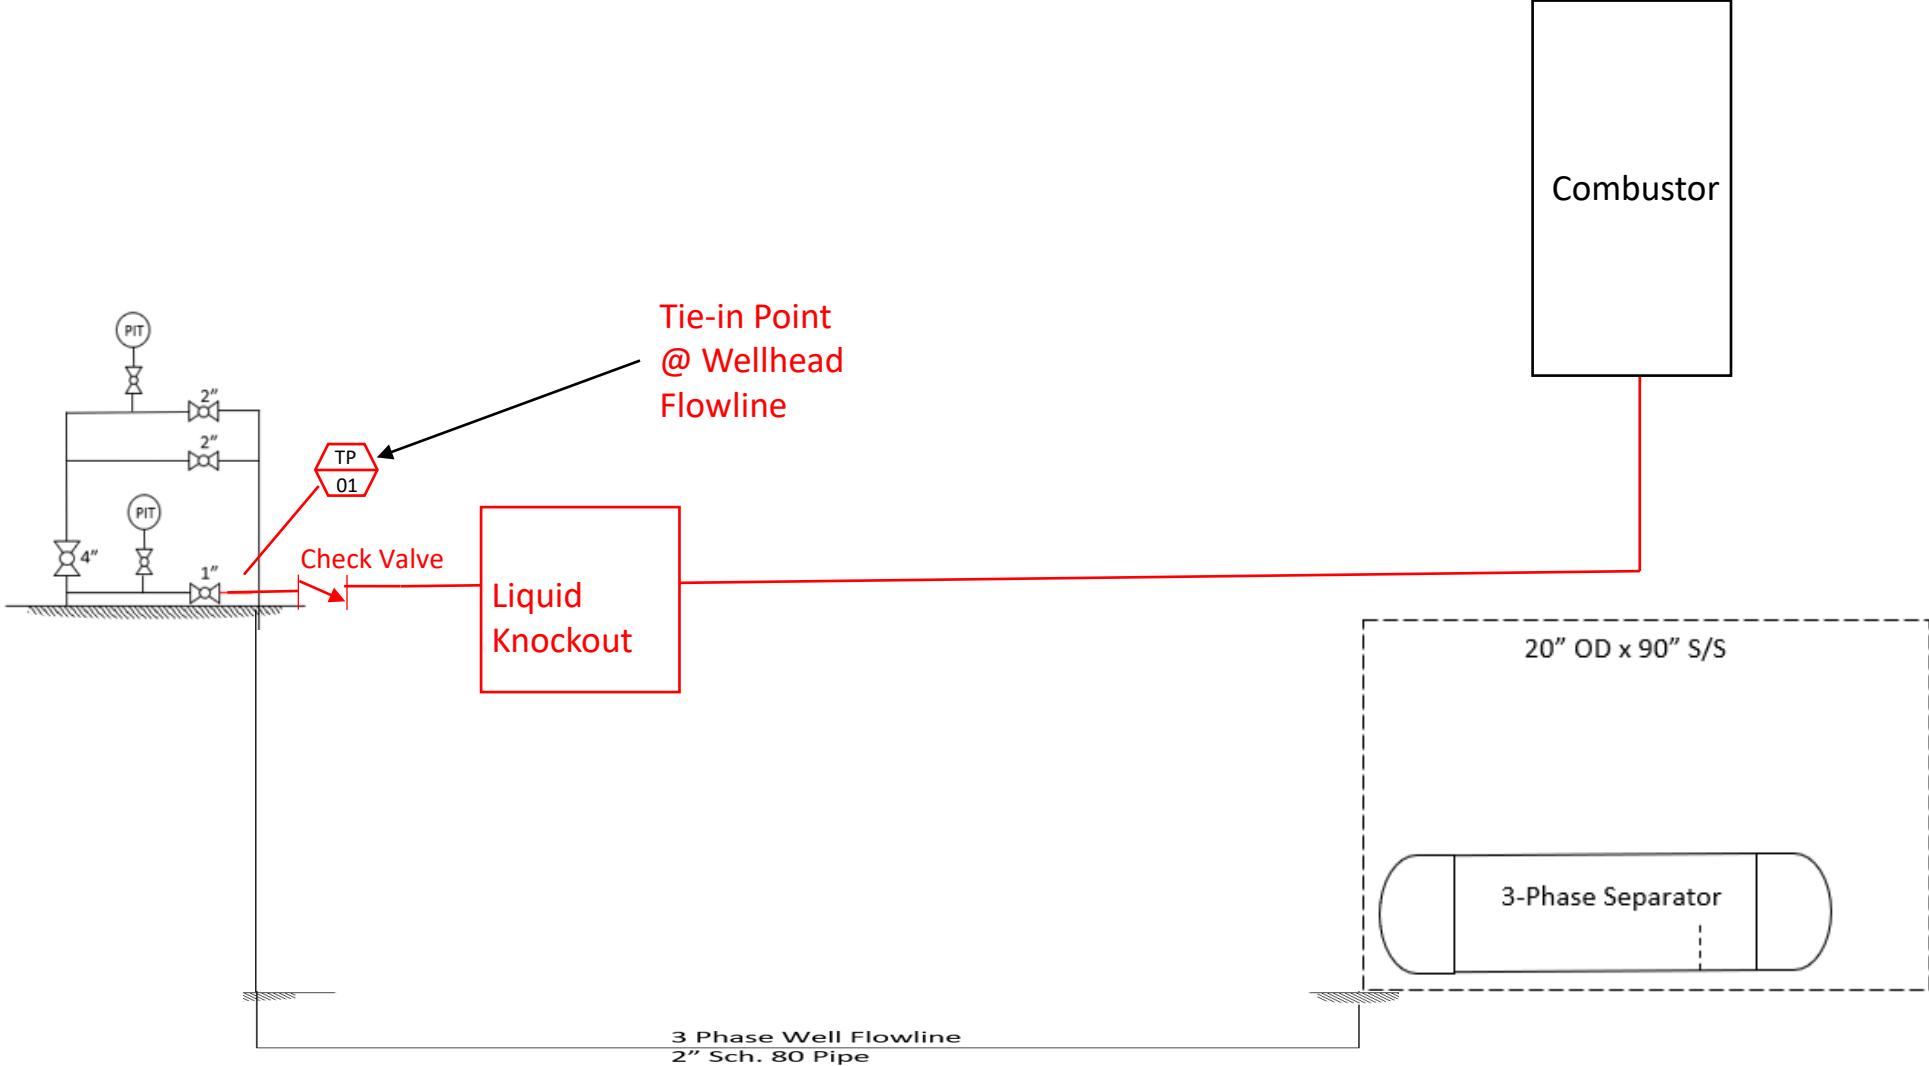 Combustor
Tie-in Point
@ Wellhead
Flowline
PIT
2"
2"
TP
01
PIT
4"
1"
Check Valve
Liquid
Knockout
20" OD x 90" S/S
3-Phase Separator
3 Phase Well Flowline
2" Sch. 80 Pipe